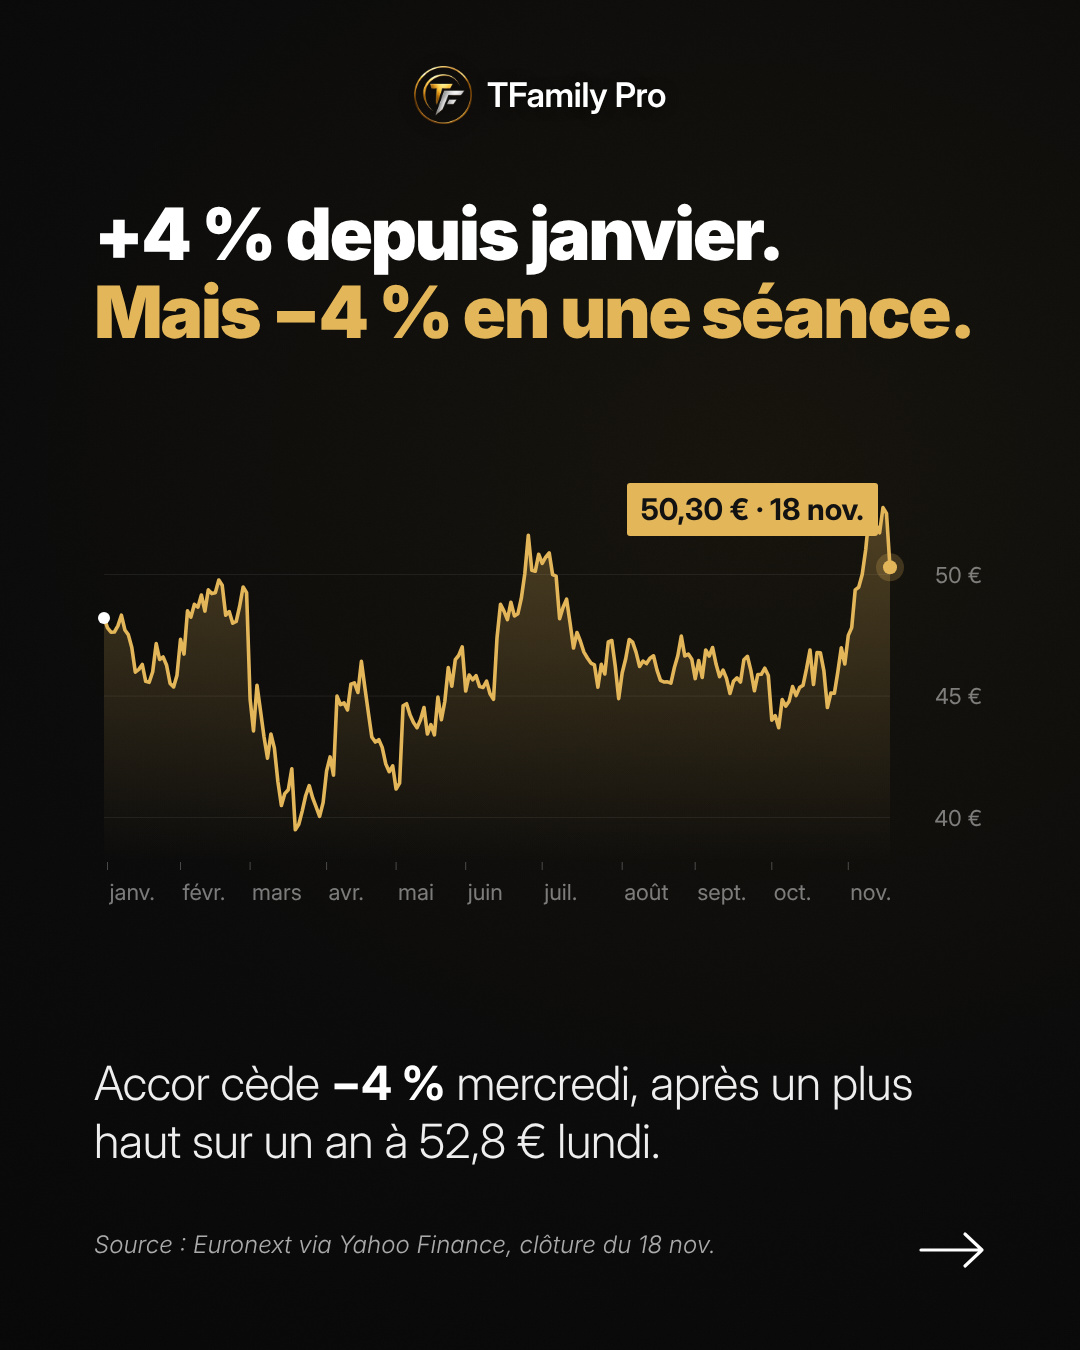 TF
TFamily Pro
+4 % depuis janvier.
Mais −4 % en une séance.
50,30 € · 18 nov.
50 €
45 €
40 €
janv. févr. mars avr. mai juin juil. août sept. oct. nov.
Accor cède −4 % mercredi, après un plus
haut sur un an à 52,8 € lundi.
Source : Euronext via Yahoo Finance, clôture du 18 nov.